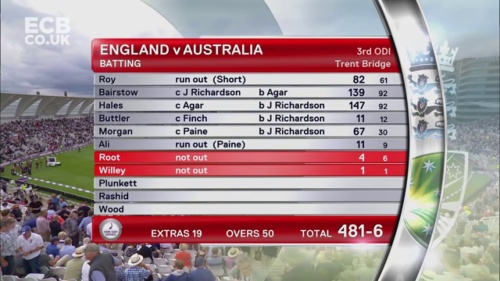 ECB
CO.UK
ENGLAND v AUSTRALIA 3rd ODI
BATTING Trent Bridge
Roy run out (Short) 82 61
Bairstow c J Richardson b Agar 139 92
Hales c Agar b J Richardson 147 92
Buttler c Finch b J Richardson 11 12
Morgan c Paine b J Richardson 67 30
Ali run out (Paine) 11 9
Root not out 4 6
Willey not out 1 1
Plunkett
Rashid
Wood
EXTRAS 19 OVERS 50 TOTAL 481-6